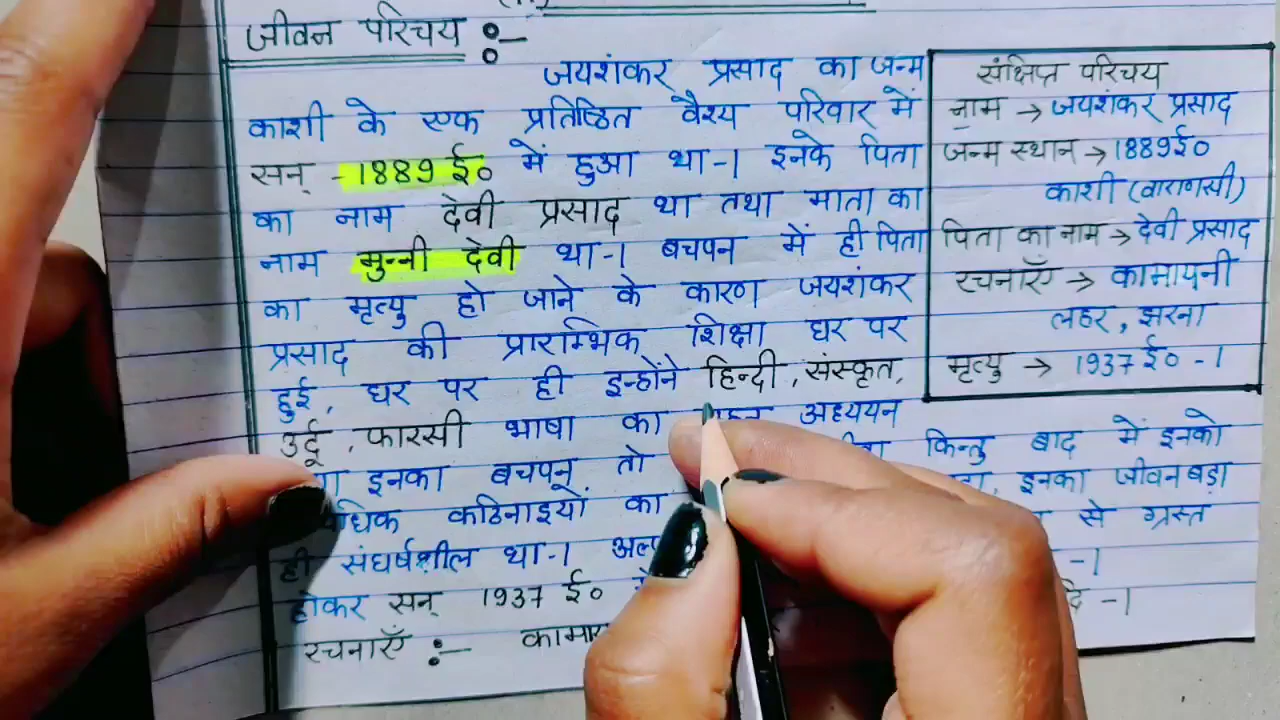 जीवन परिचय :-
जयशंकर प्रसाद का जन्म
काशी के एक प्रतिष्ठित वैश्य परिवार में
सन् - 1889 ई० में हुआ था-। इनके पिता
का नाम देवी प्रसाद था तथा माता का
नाम मुन्नी देवी था-। बचपन में ही पिता
का मृत्यु हो जाने के कारण जयशंकर
प्रसाद की प्रारम्भिक शिक्षा घर पर
हुई, घर पर ही इन्होंने हिन्दी, संस्कृत,
उर्दू, फारसी भाषा का अध्ययन
इनका बचपन तो किन्तु बाद में इनको
कठिनाइयों का इनका जीवन बड़ा
ही संघर्षशील था-। से ग्रस्त
होकर सन् 1937 ई० -।
रचनाएँ :-
संक्षिप्त परिचय
नाम → जयशंकर प्रसाद
जन्म स्थान → 1889ई०
काशी (वाराणसी)
पिता का नाम → देवी प्रसाद
रचनाएँ → कामायनी
लहर, झरना
मृत्यु → 1937 ई० -।